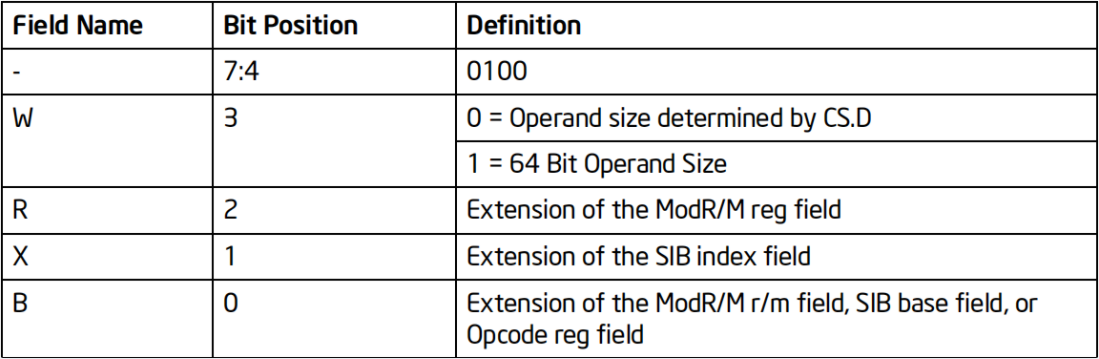 Field Name Bit Position Definition
- 7:4 0100
W 3 0 = Operand size determined by CS.D
1 = 64 Bit Operand Size
R 2 Extension of the ModR/M reg field
X 1 Extension of the SIB index field
B 0 Extension of the ModR/M r/m field, SIB base field, or
Opcode reg field